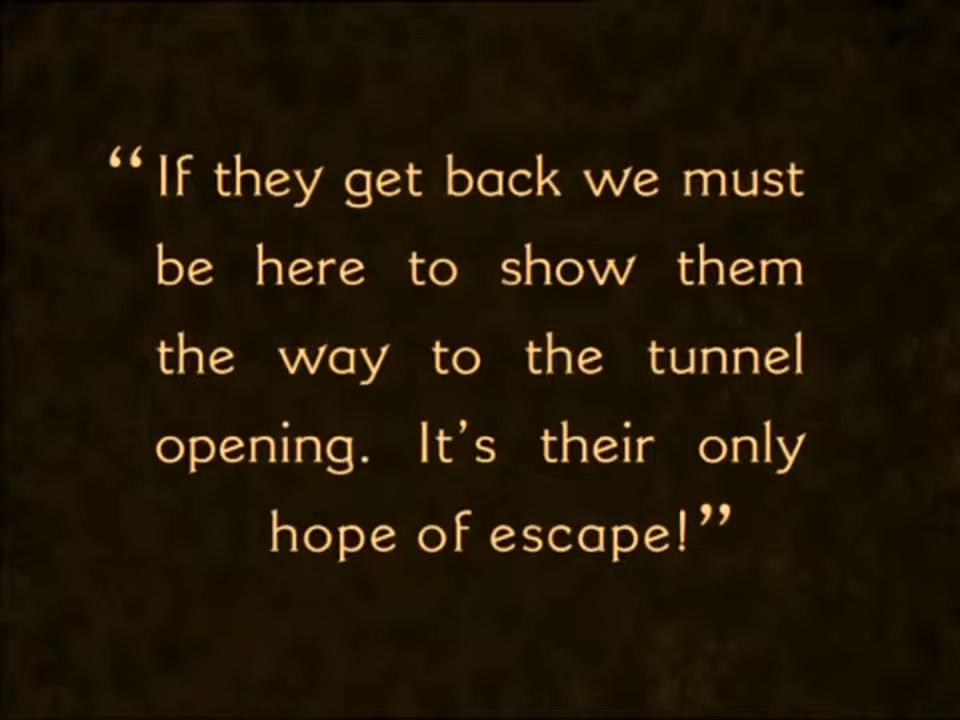 “If they get back we must
be here to show them
the way to the tunnel
opening. It’s their only
hope of escape!”